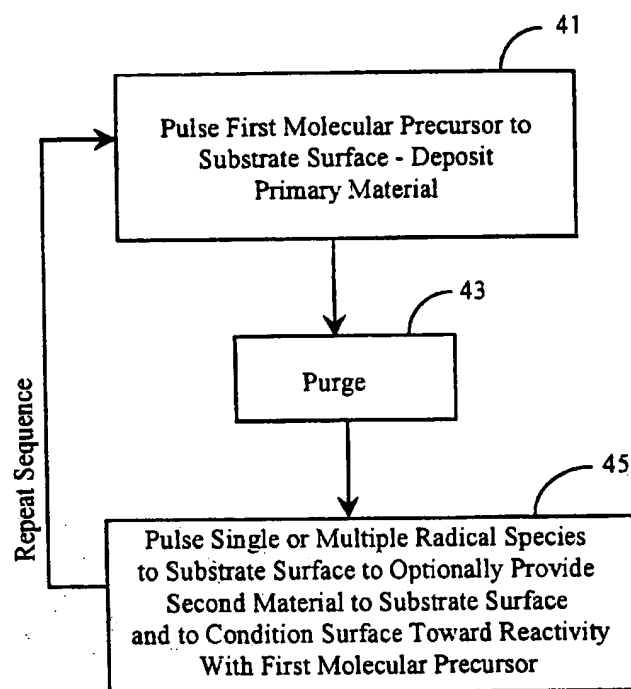 41
Pulse First Molecular Precursor to
Substrate Surface - Deposit
Primary Material
43
Purge
45
Repeat Sequence
Pulse Single or Multiple Radical Species
to Substrate Surface to Optionally Provide
Second Material to Substrate Surface
and to Condition Surface Toward Reactivity
With First Molecular Precursor